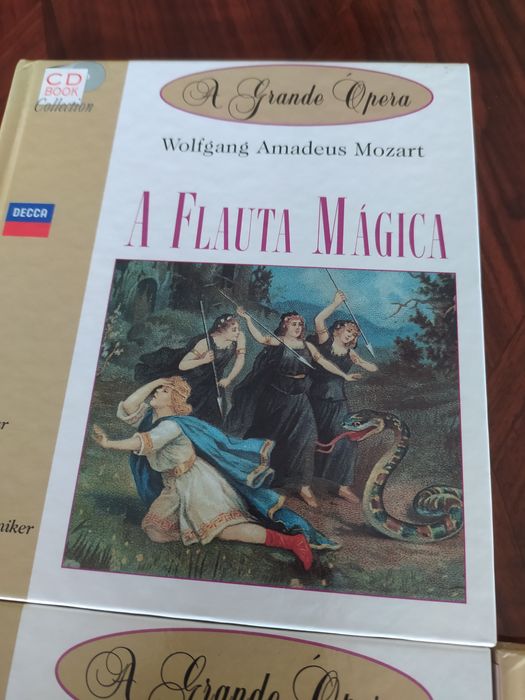 CD
BOOK
Collection
A Grande Ópera
Wolfgang Amadeus Mozart
DECCA
A FLAUTA MÁGICA
A Grande Ópera